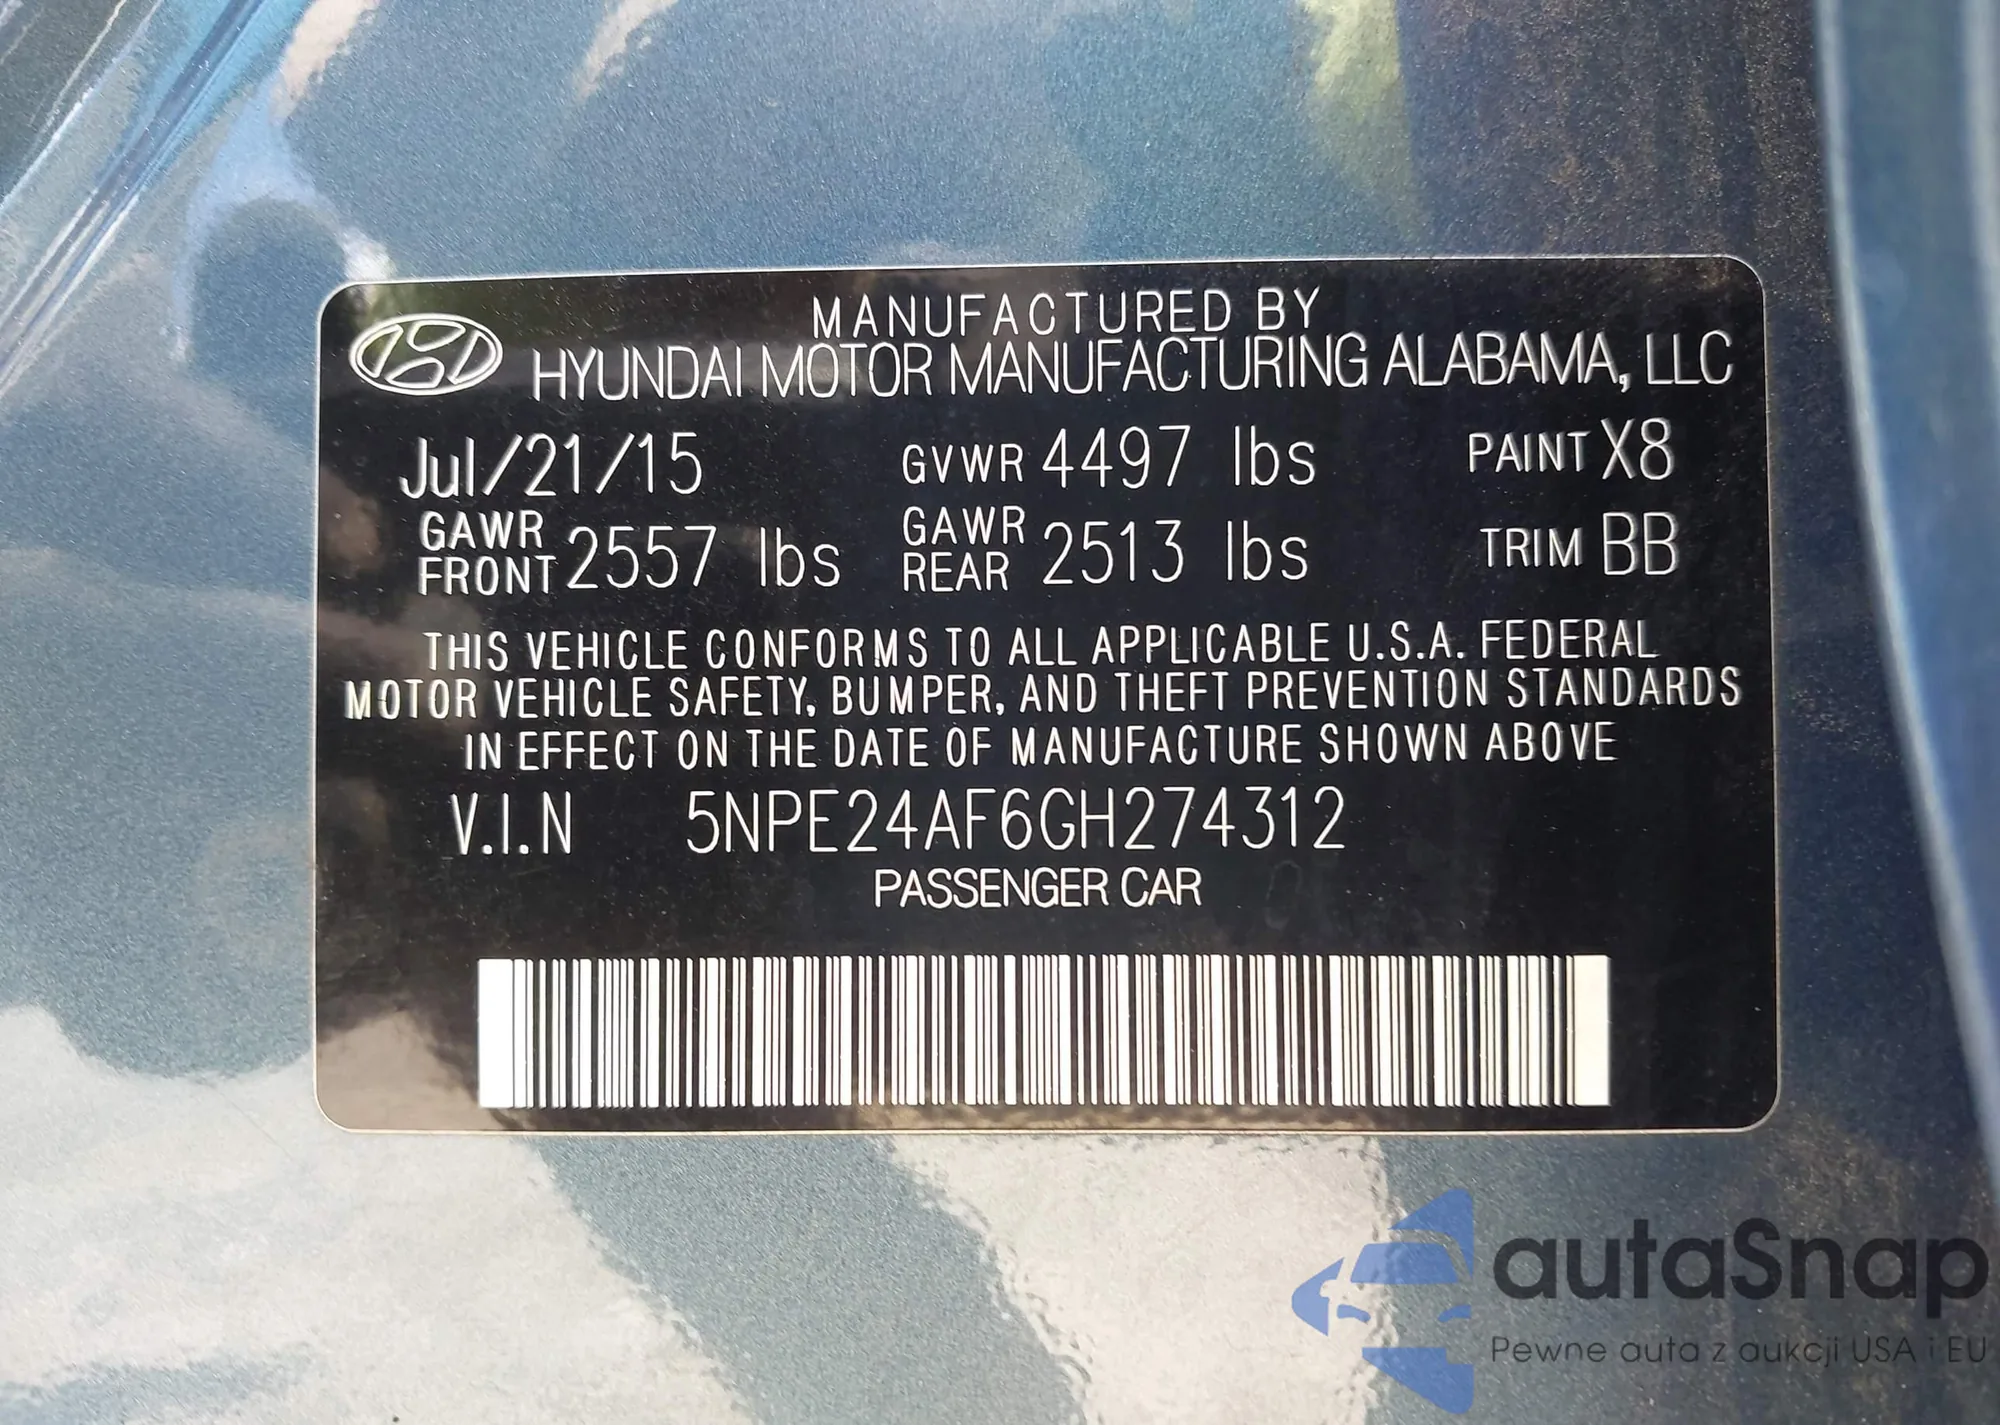 MANUFACTURED BY
HYUNDAI MOTOR MANUFACTURING ALABAMA, LLC
Jul/21/15 GVWR 4497 lbs PAINT X8
GAWR FRONT 2557 lbs GAWR REAR 2513 lbs TRIM BB
THIS VEHICLE CONFORMS TO ALL APPLICABLE U.S.A. FEDERAL
MOTOR VEHICLE SAFETY, BUMPER, AND THEFT PREVENTION STANDARDS
IN EFFECT ON THE DATE OF MANUFACTURE SHOWN ABOVE
V.I.N 5NPE24AF6GH274312
PASSENGER CAR
autaSnap
Pewne auta z aukcji USA i EU